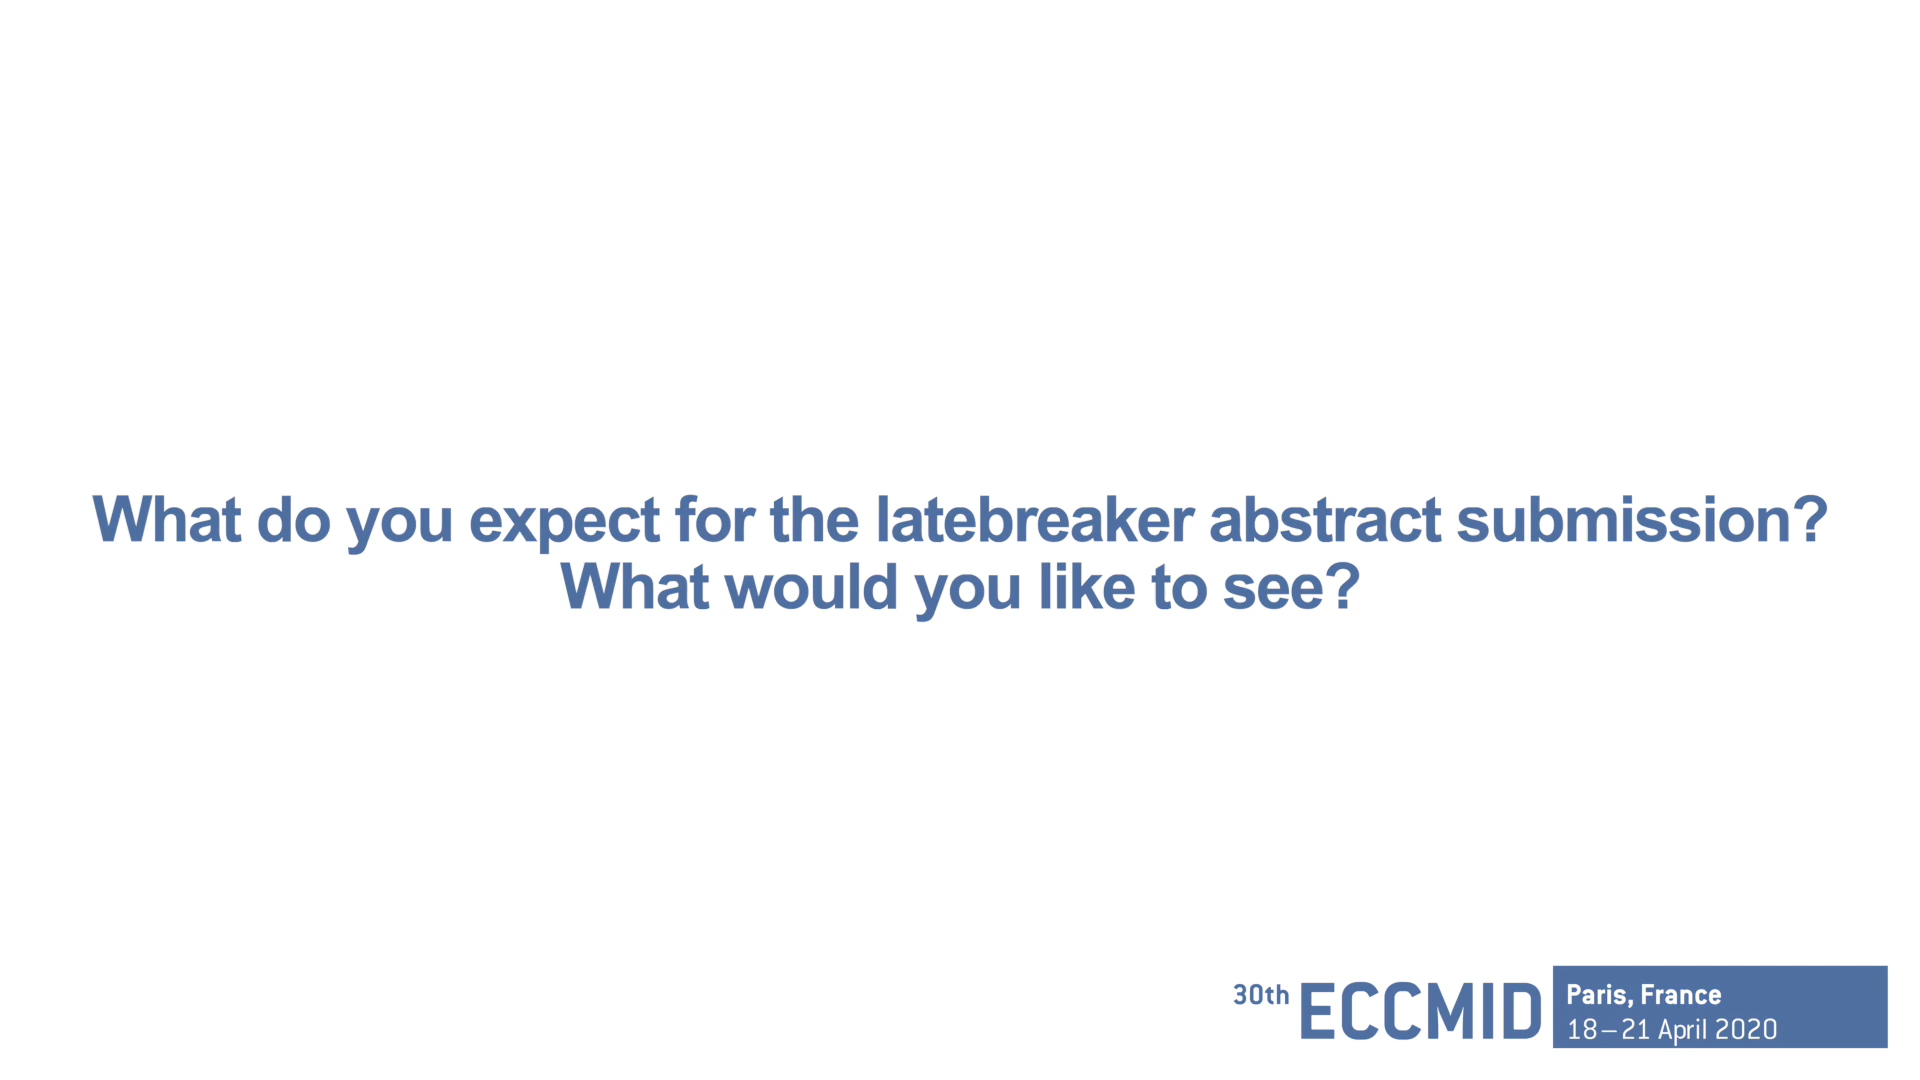 What do you expect for the latebreaker abstract submission?
What would you like to see?
30th ECCMID
Paris, France
18 – 21 April 2020